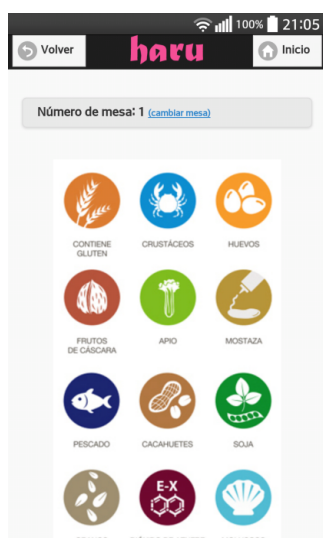 100% 21:05
Volver haru Inicio
Número de mesa: 1 (cambiar mesa)
CONTIENE GLUTEN
CRUSTÁCEOS
HUEVOS
FRUTOS DE CÁSCARA
APIO
MOSTAZA
PESCADO
CACAHUETES
SOJA
E-X